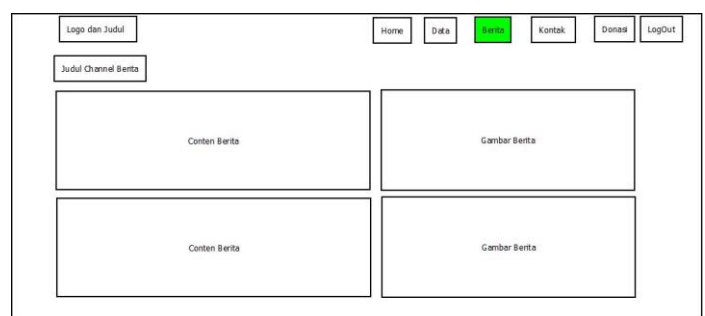 Logo dan Judul
Home
Data
Berita
Kontak
Donasi
LogOut
Judul Channel Berita
Conten Berita
Gambar Berita
Conten Berita
Gambar Berita